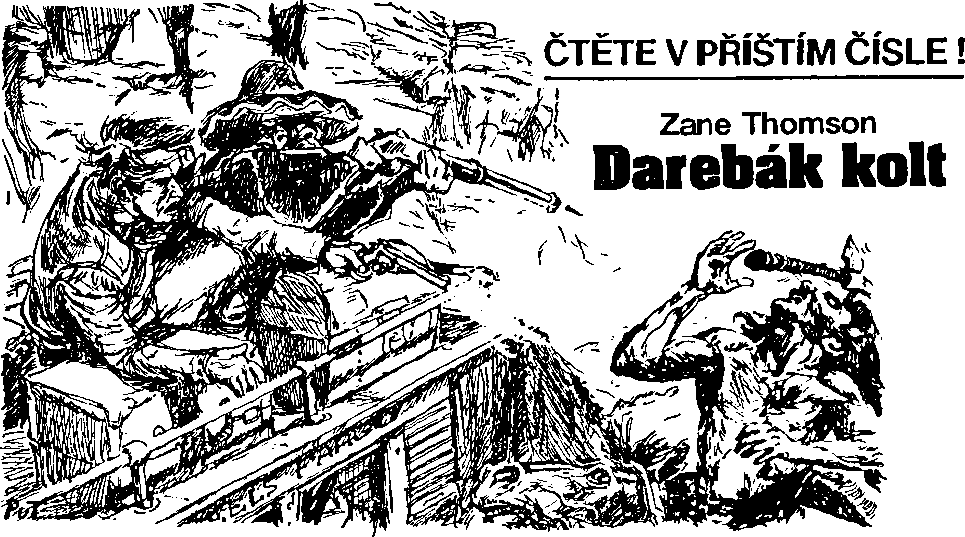 ČTĚTE V PŘÍŠTÍM ČÍSLE !
Zane Thomson
Darebák kolt